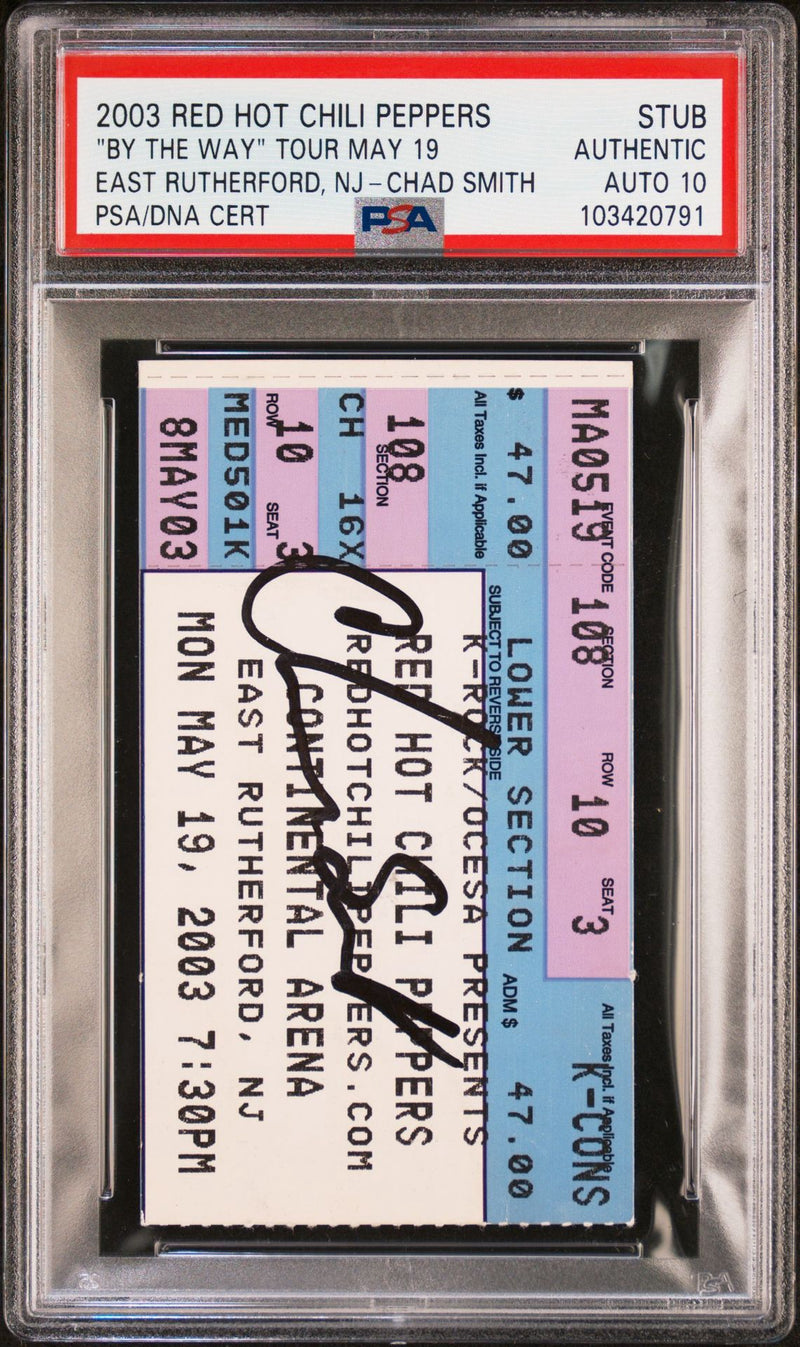 2003 RED HOT CHILI PEPPERS STUB
"BY THE WAY" TOUR MAY 19 AUTHENTIC
EAST RUTHERFORD, NJ-CHAD SMITH AUTO 10
PSA/DNA CERT PSA 103420791
MA0519 108 10 3 K-CONS
EVENT CODE SECTION ROW SEAT All Taxes Incl. if Applicable
$ 47.00 LOWER SECTION ADM $ 47.00
All Taxes Incl. if Applicable SUBJECT TO REVERSE SIDE
K-ROCK/OCESA PRESENTS
108 RED HOT CHILI PEPPERS
SECTION
CH 16X REDHOTCHILIPEPPERS.COM
10 3 CONTINENTAL ARENA
ROW SEAT
MED501K EAST RUTHERFORD, NJ
8MAY03 MON MAY 19, 2003 7:30PM
Chad Smith
PSA